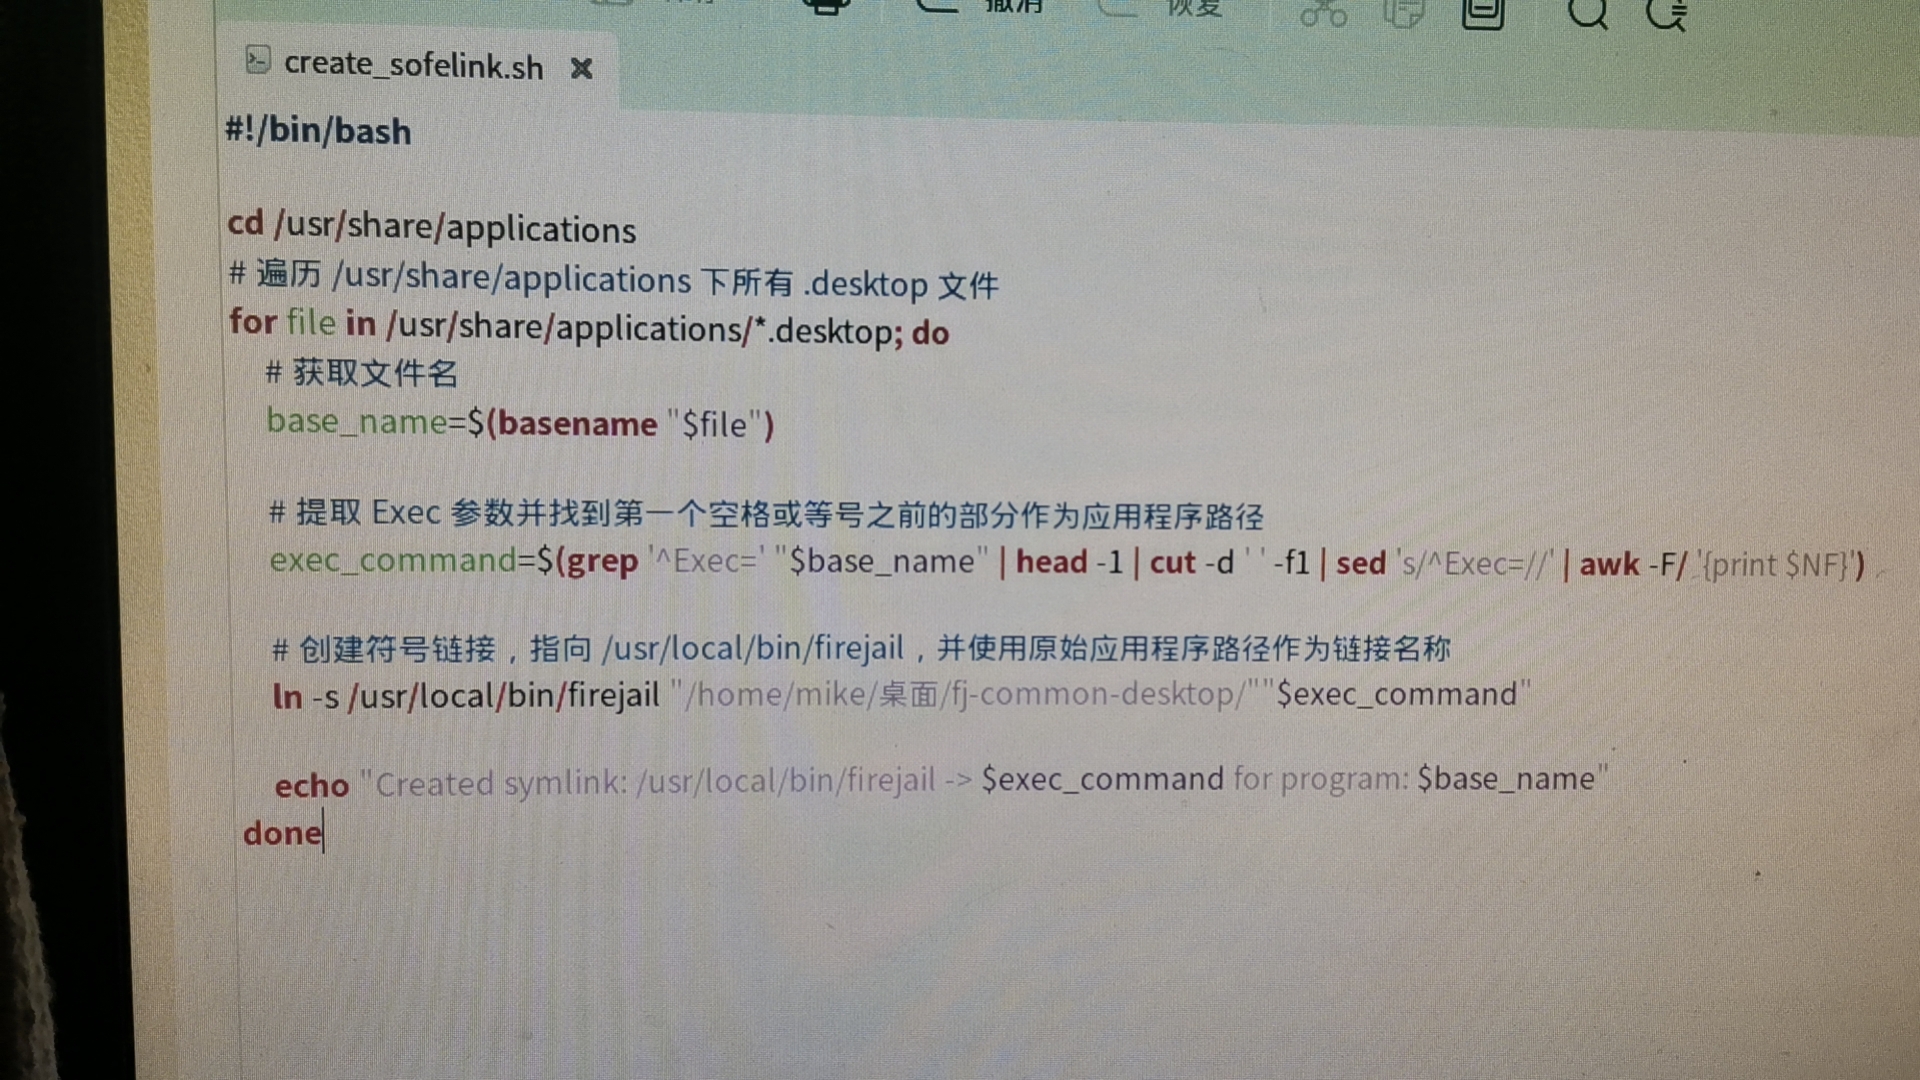 撤消 恢复
create_sofelink.sh
#!/bin/bash
cd /usr/share/applications
# 遍历 /usr/share/applications 下所有 .desktop 文件
for file in /usr/share/applications/*.desktop; do
# 获取文件名
base_name=$(basename "$file")
# 提取 Exec 参数并找到第一个空格或等号之前的部分作为应用程序路径
exec_command=$(grep '^Exec=' "$base_name" | head -1 | cut -d ' ' -f1 | sed 's/^Exec=//' | awk -F/ '{print $NF}')
# 创建符号链接，指向 /usr/local/bin/firejail，并使用原始应用程序路径作为链接名称
ln -s /usr/local/bin/firejail "/home/mike/桌面/fj-common-desktop/""$exec_command"
echo "Created symlink: /usr/local/bin/firejail -> $exec_command for program: $base_name"
done